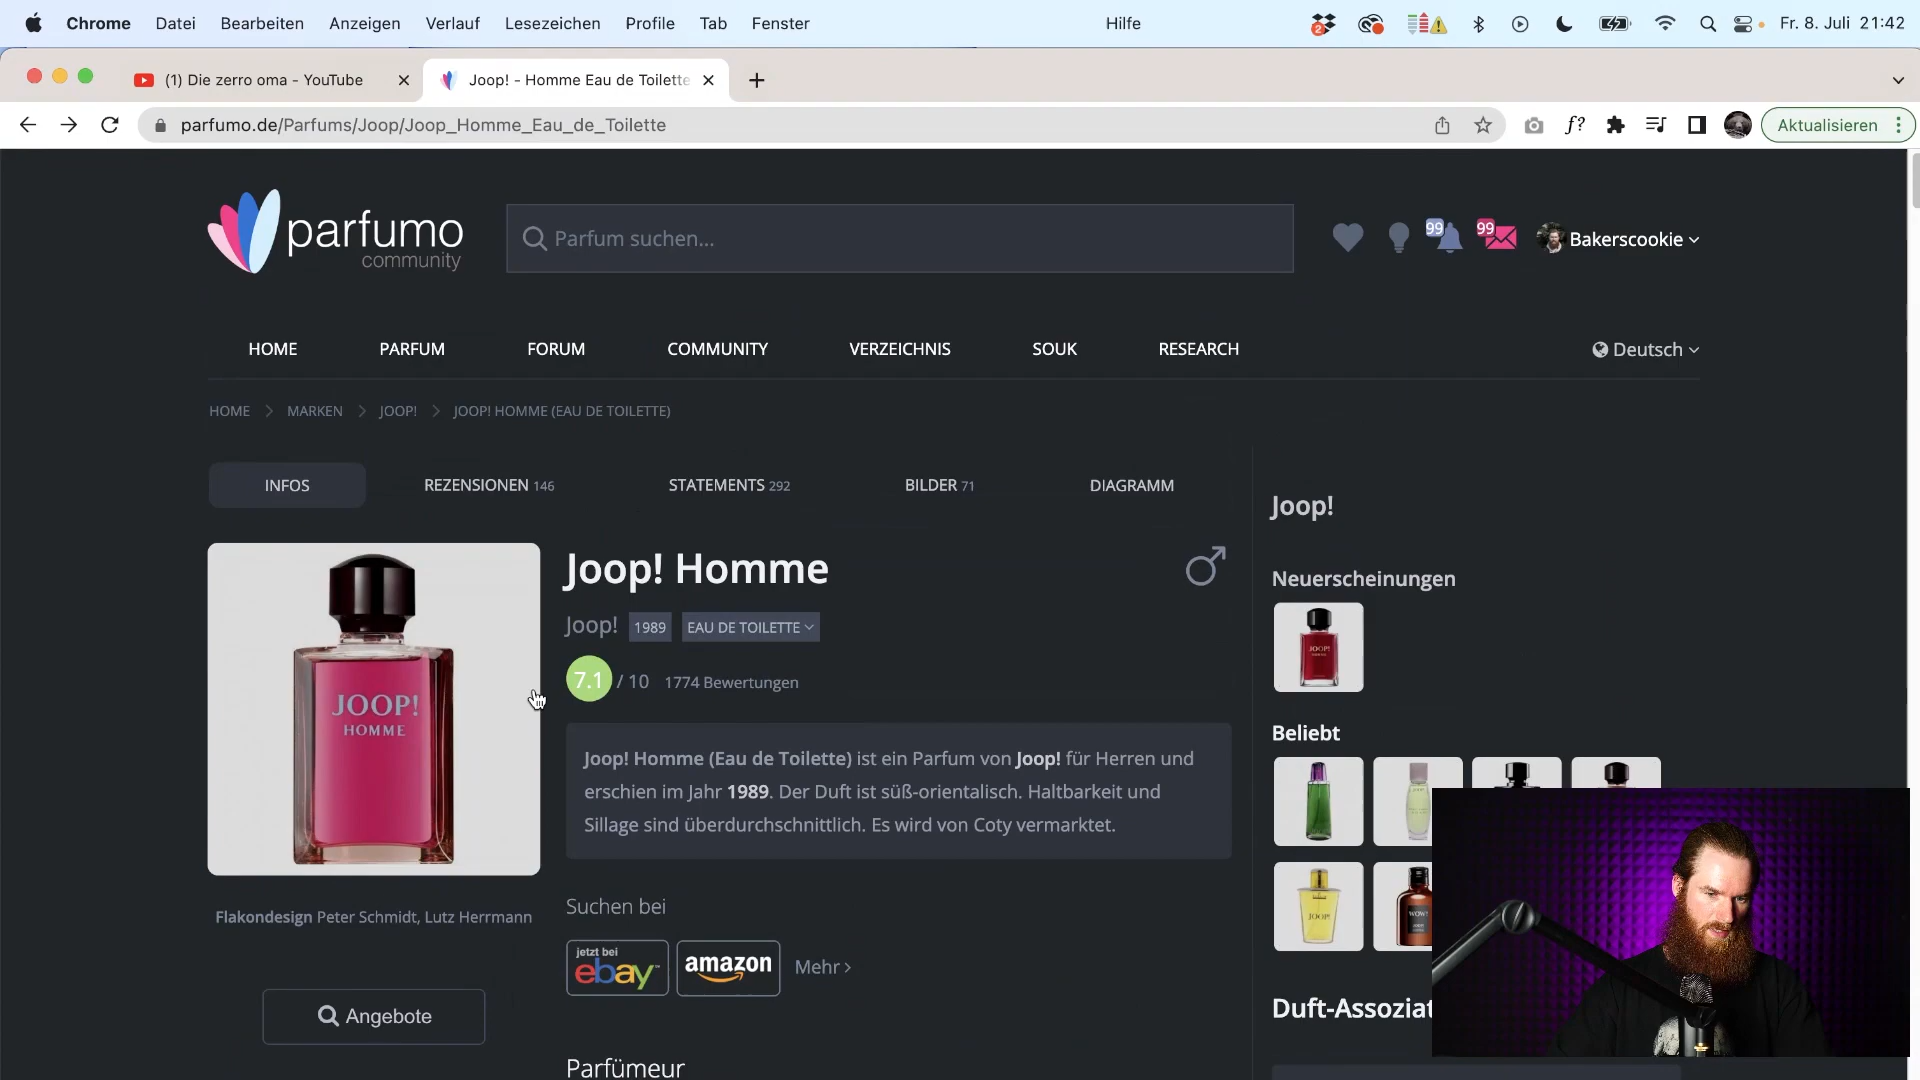 Chrome Datei Bearbeiten Anzeigen Verlauf Lesezeichen Profile Tab Fenster Hilfe 2 Fr. 8. Juli 21:42
(1) Die zerro oma - YouTube Joop! - Homme Eau de Toilette
parfumo.de/Parfums/Joop/Joop_Homme_Eau_de_Toilette f? Aktualisieren
parfumo
community
Parfum suchen...
99 99 Bakerscookie
HOME PARFUM FORUM COMMUNITY VERZEICHNIS SOUK RESEARCH Deutsch
HOME > MARKEN > JOOP! > JOOP! HOMME (EAU DE TOILETTE)
INFOS REZENSIONEN 146 STATEMENTS 292 BILDER 71 DIAGRAMM
JOOP!
HOMME
Flakondesign Peter Schmidt, Lutz Herrmann
Angebote
Joop! Homme
Joop! 1989 EAU DE TOILETTE
7.1 / 10 1774 Bewertungen
Joop! Homme (Eau de Toilette) ist ein Parfum von Joop! für Herren und
erschien im Jahr 1989. Der Duft ist süß-orientalisch. Haltbarkeit und
Sillage sind überdurchschnittlich. Es wird von Coty vermarktet.
Suchen bei
jetzt bei
ebay
amazon
Mehr >
Parfümeur
Joop!
Neuerscheinungen
JOOP!
Beliebt
JOOP!
WOW!
Duft-Assoziat